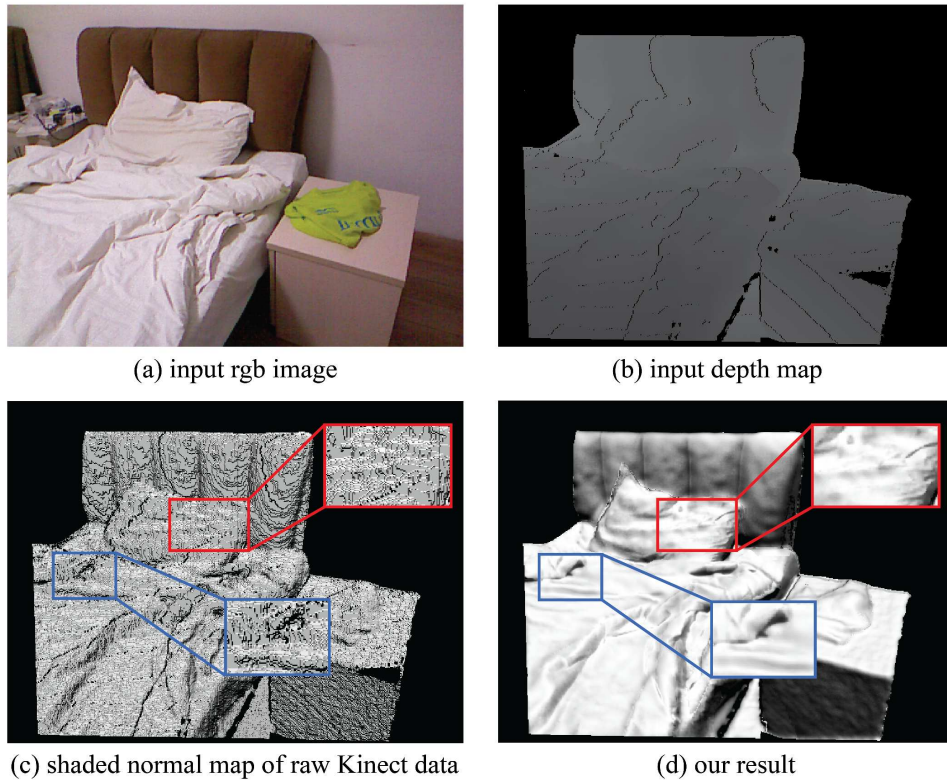 (a) input rgb image
(b) input depth map
(c) shaded normal map of raw Kinect data
(d) our result